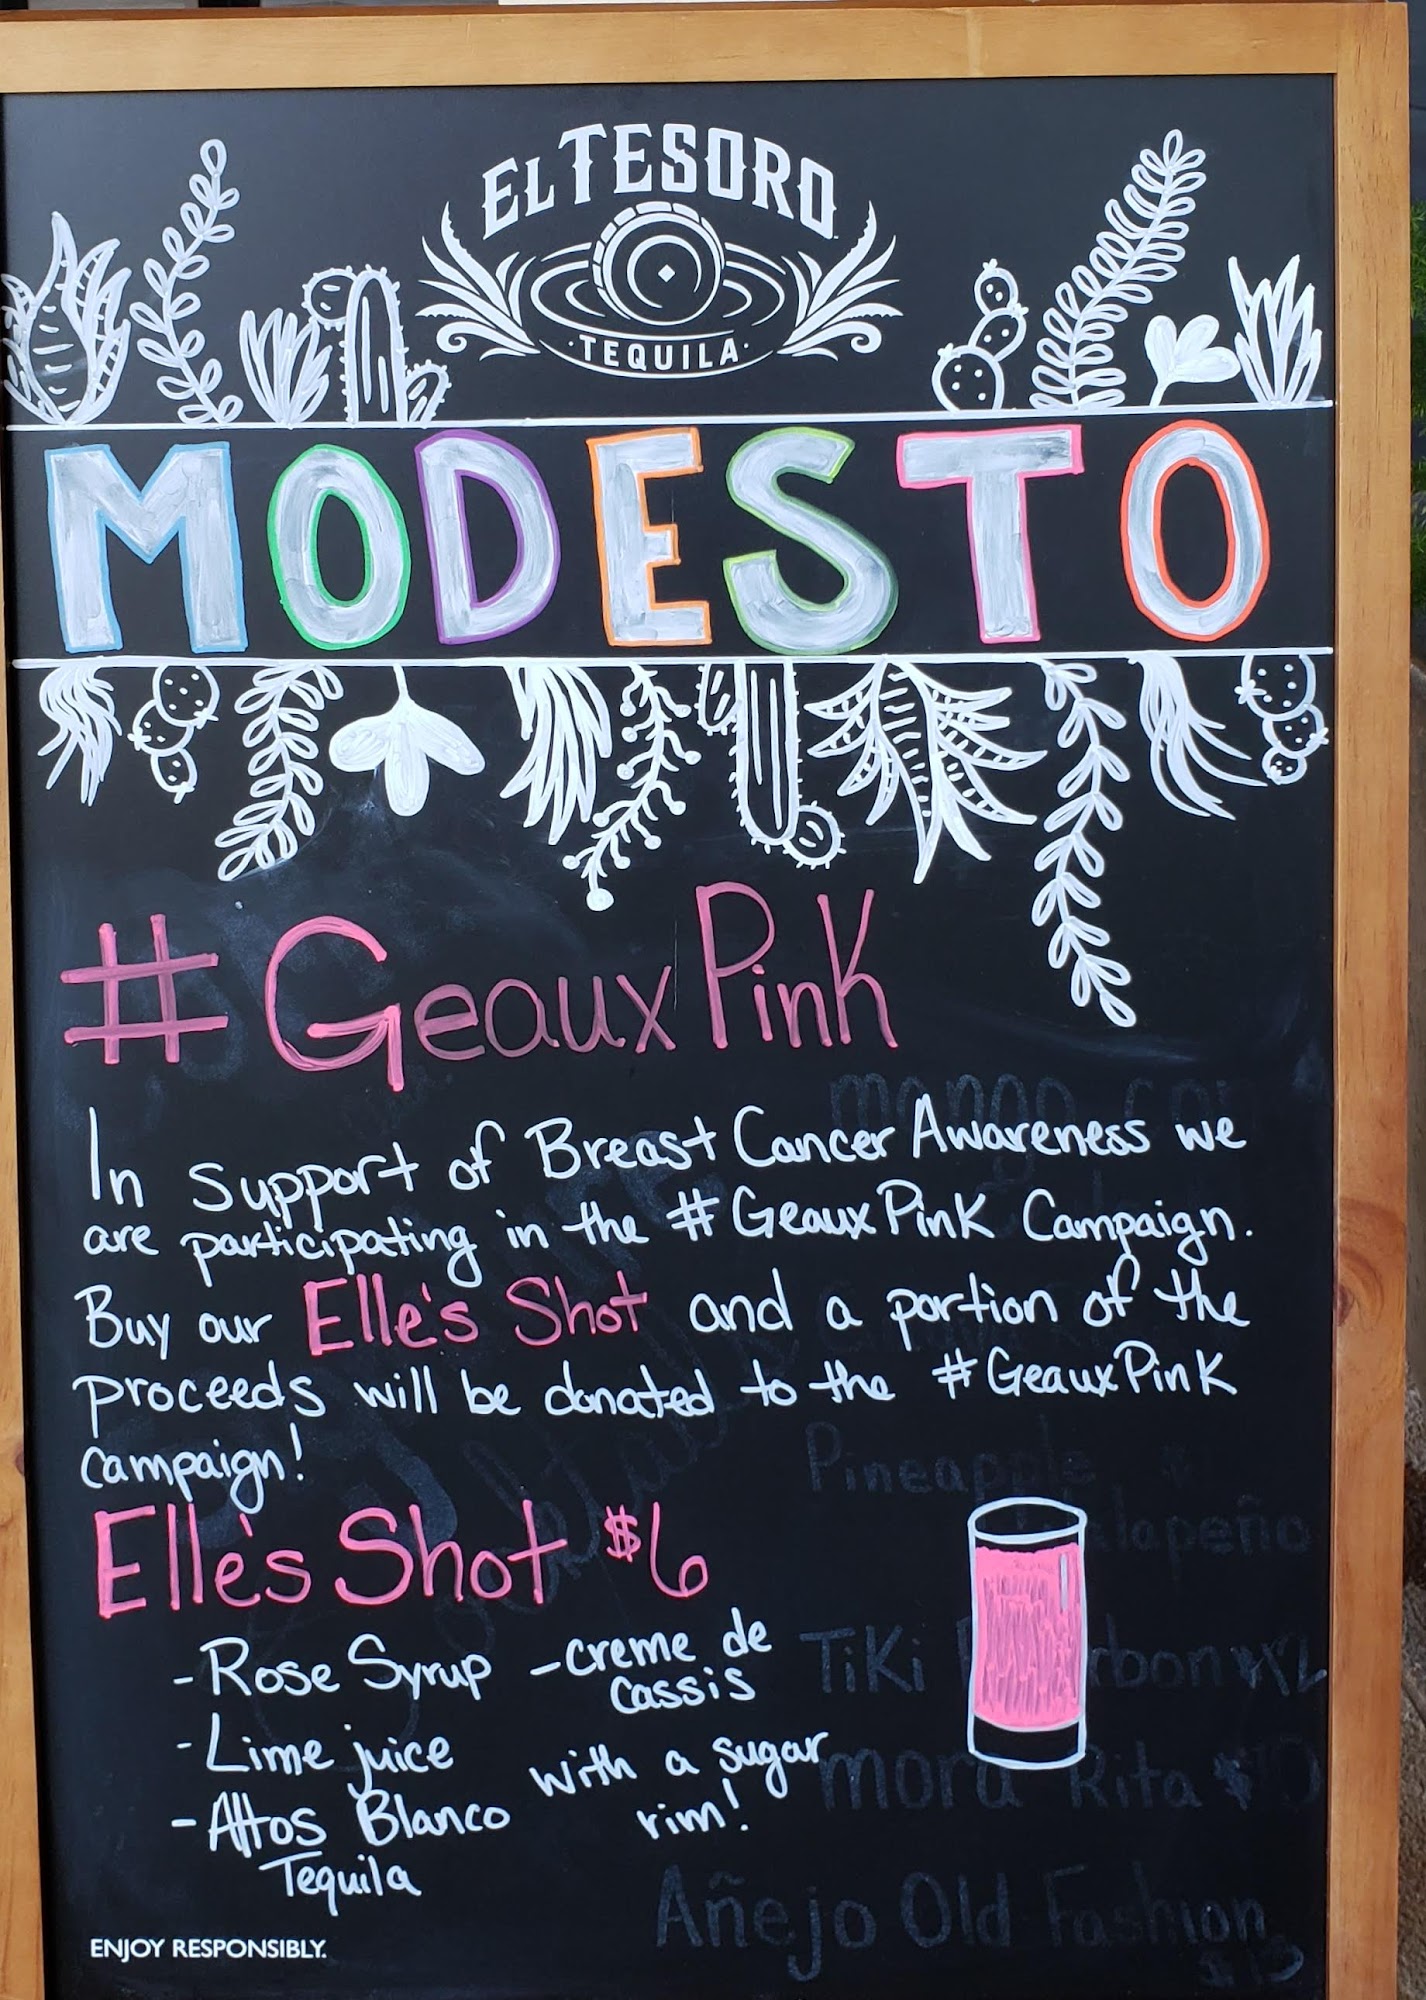 EL TESORO
TEQUILA
MODESTO
#GeauxPink
In support of Breast Cancer Awareness we
are participating in the #GeauxPink Campaign.
Buy our Elle's Shot and a portion of the
proceeds will be donated to the #GeauxPink
campaign!
Elle's Shot $6
-Rose Syrup
-Lime juice
-Altos Blanco
Tequila
-creme de
cassis
with a sugar
rim!
Pineapple
Jalapeño
Tiki
mora Rita
Añejo Old Fashion
ENJOY RESPONSIBLY.